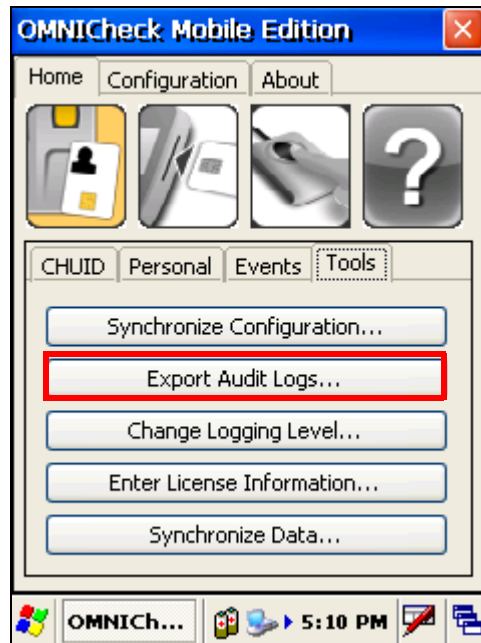 OMNICheck Mobile Edition
Home Configuration About
?
CHUID Personal Events Tools
Synchronize Configuration...
Export Audit Logs...
Change Logging Level...
Enter License Information...
Synchronize Data...
OMNICh... 5:10 PM